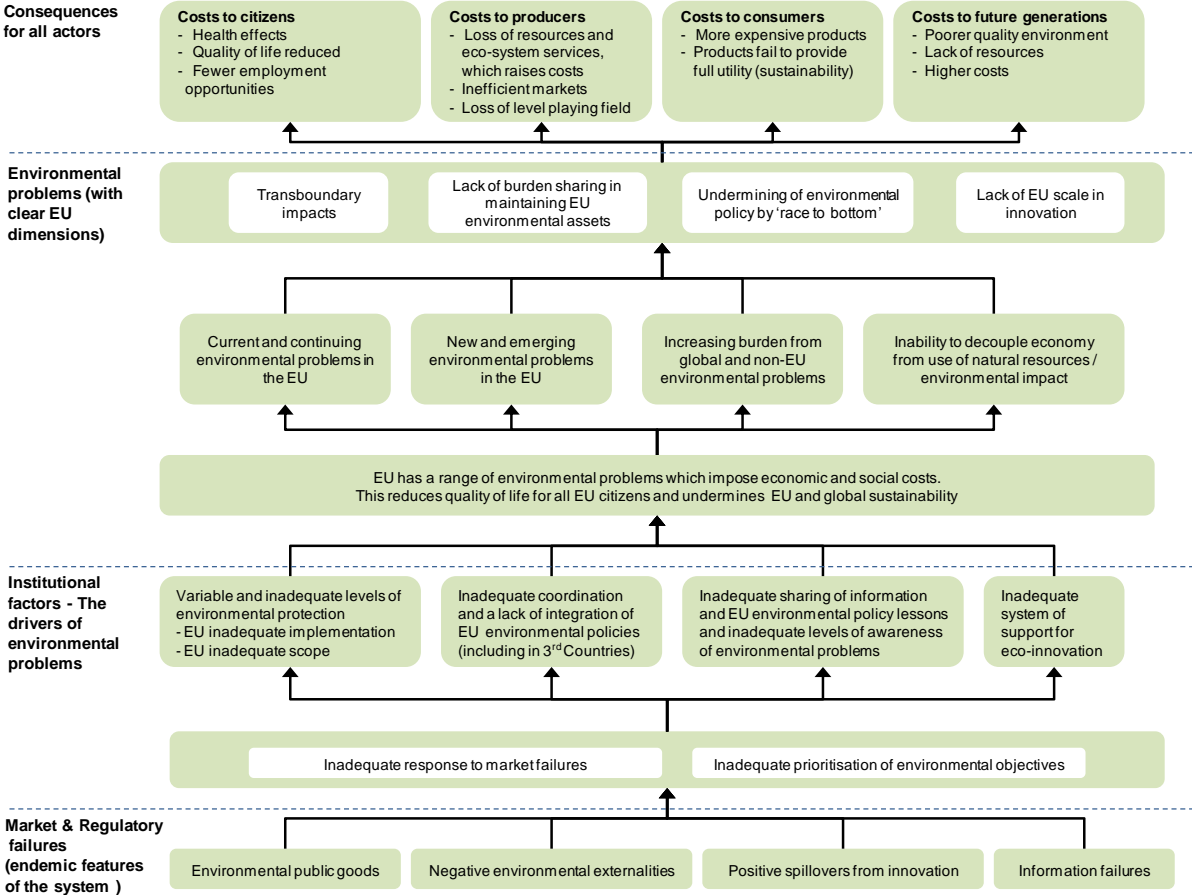 Consequences
for all actors
Costs to citizens
- Health effects
- Quality of life reduced
- Fewer employment
opportunities
Costs to producers
- Loss of resources and
eco-system services,
which raises costs
- Inefficient markets
- Loss of level playing field
Costs to consumers
- More expensive products
- Products fail to provide
full utility (sustainability)
Costs to future generations
- Poorer quality environment
- Lack of resources
- Higher costs
Environmental
problems (with
clear EU
dimensions)
Transboundary
impacts
Lack of burden sharing in
maintaining EU
environmental assets
Undermining of environmental
policy by ‘race to bottom’
Lack of EU scale in
innovation
Current and continuing
environmental problems in
the EU
New and emerging
environmental problems
in the EU
Increasing burden from
global and non-EU
environmental problems
Inability to decouple economy
from use of natural resources /
environmental impact
EU has a range of environmental problems which impose economic and social costs.
This reduces quality of life for all EU citizens and undermines EU and global sustainability
Institutional
factors - The
drivers of
environmental
problems
Variable and inadequate levels of
environmental protection
- EU inadequate implementation
- EU inadequate scope
Inadequate coordination
and a lack of integration of
EU environmental policies
(including in 3rd Countries)
Inadequate sharing of information
and EU environmental policy lessons
and inadequate levels of awareness
of environmental problems
Inadequate
system of
support for
eco-innovation
Inadequate response to market failures
Inadequate prioritisation of environmental objectives
Market & Regulatory
failures
(endemic features
of the system )
Environmental public goods
Negative environmental externalities
Positive spillovers from innovation
Information failures